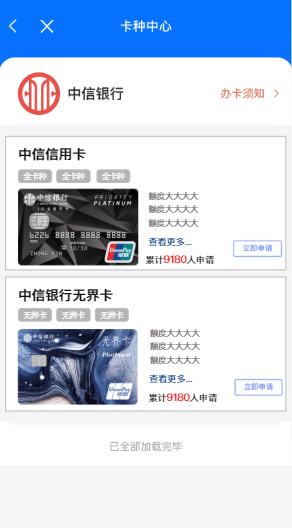 卡种中心
中信银行
办卡须知
中信信用卡
全卡种 全卡种 全卡种
中信银行
PRIORITY
PLATINUM
6226 8888 8888 8888
10/30
ZHONG XIN
UnionPay
银联
额度大大大大
额度大大大大
额度大大大大
查看更多...
立即申请
累计9180人申请
中信银行无界卡
无界卡 无界卡 无界卡
中信银行
无界卡
Platinum
UnionPay
银联
额度大大大大
额度大大大大
额度大大大大
查看更多...
立即申请
累计9180人申请
已全部加载完毕